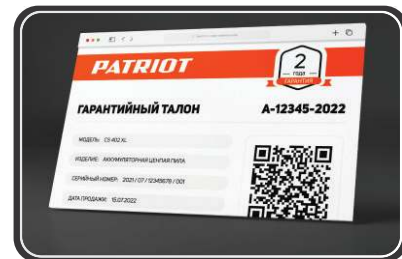 PATRIOT
2
года
ГАРАНТИЯ
ГАРАНТИЙНЫЙ ТАЛОН
A-12345-2022
МОДЕЛЬ: CS 402 XL
ИЗДЕЛИЕ: АККУМУЛЯТОРНАЯ ЦЕПНАЯ ПИЛА
СЕРИЙНЫЙ НОМЕР: 2021 / 07 / 12345678 / 001
ДАТА ПРОДАЖИ: 15.07.2022